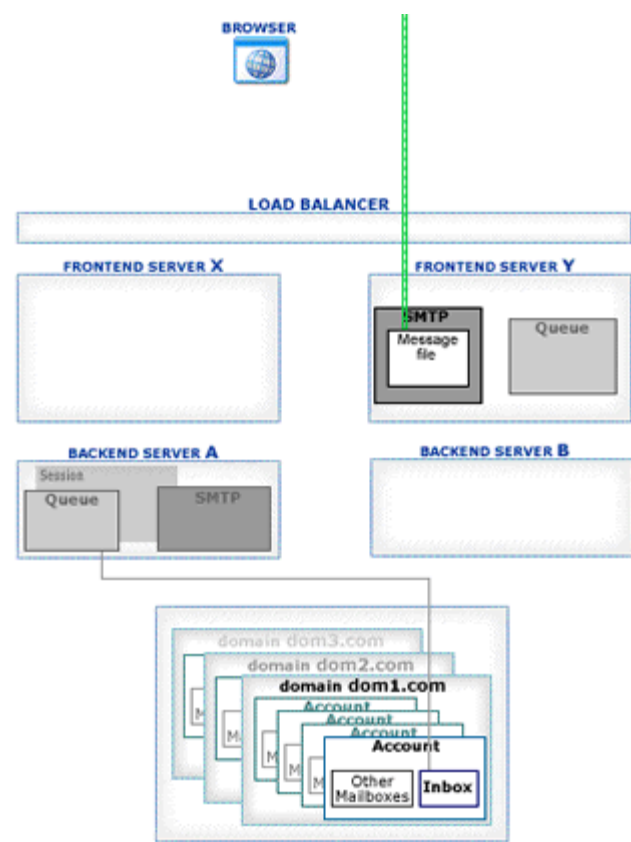 BROWSER
LOAD BALANCER
FRONTEND SERVER X
FRONTEND SERVER Y
SMTP
Message
file
Queue
BACKEND SERVER A
BACKEND SERVER B
Session
Queue
SMTP
domain dom3.com
domain dom2.com
domain dom1.com
Account
Account
Account
Account
M
M
M
M
M
Other
Mailboxes
Inbox